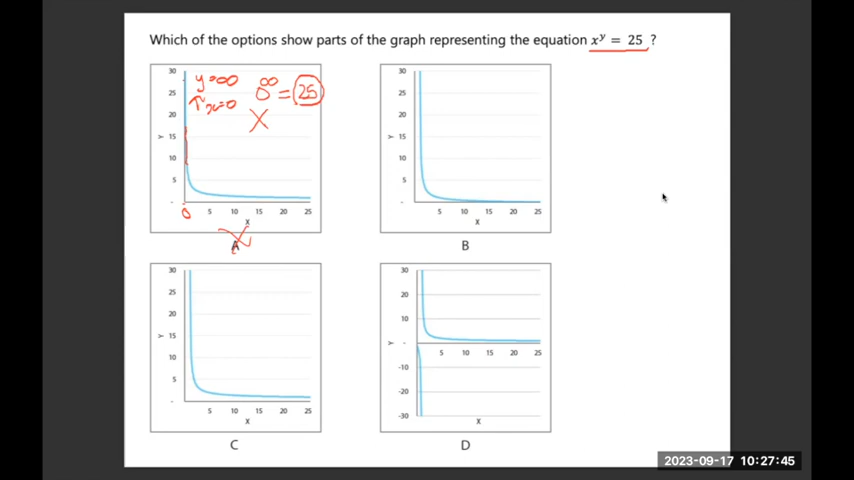 Which of the options show parts of the graph representing the equation xʸ = 25 ?
30
25
20
15
10
5
-
Y
y=∞
x=0
0^∞ = 25
X
0
5
10
15
20
25
X
A
30
25
20
15
10
5
-
Y
5
10
15
20
25
X
B
30
25
20
15
10
5
-
Y
5
10
15
20
25
X
C
30
20
10
-
-10
-20
-30
Y
5
10
15
20
25
X
D
2023-09-17 10:27:45